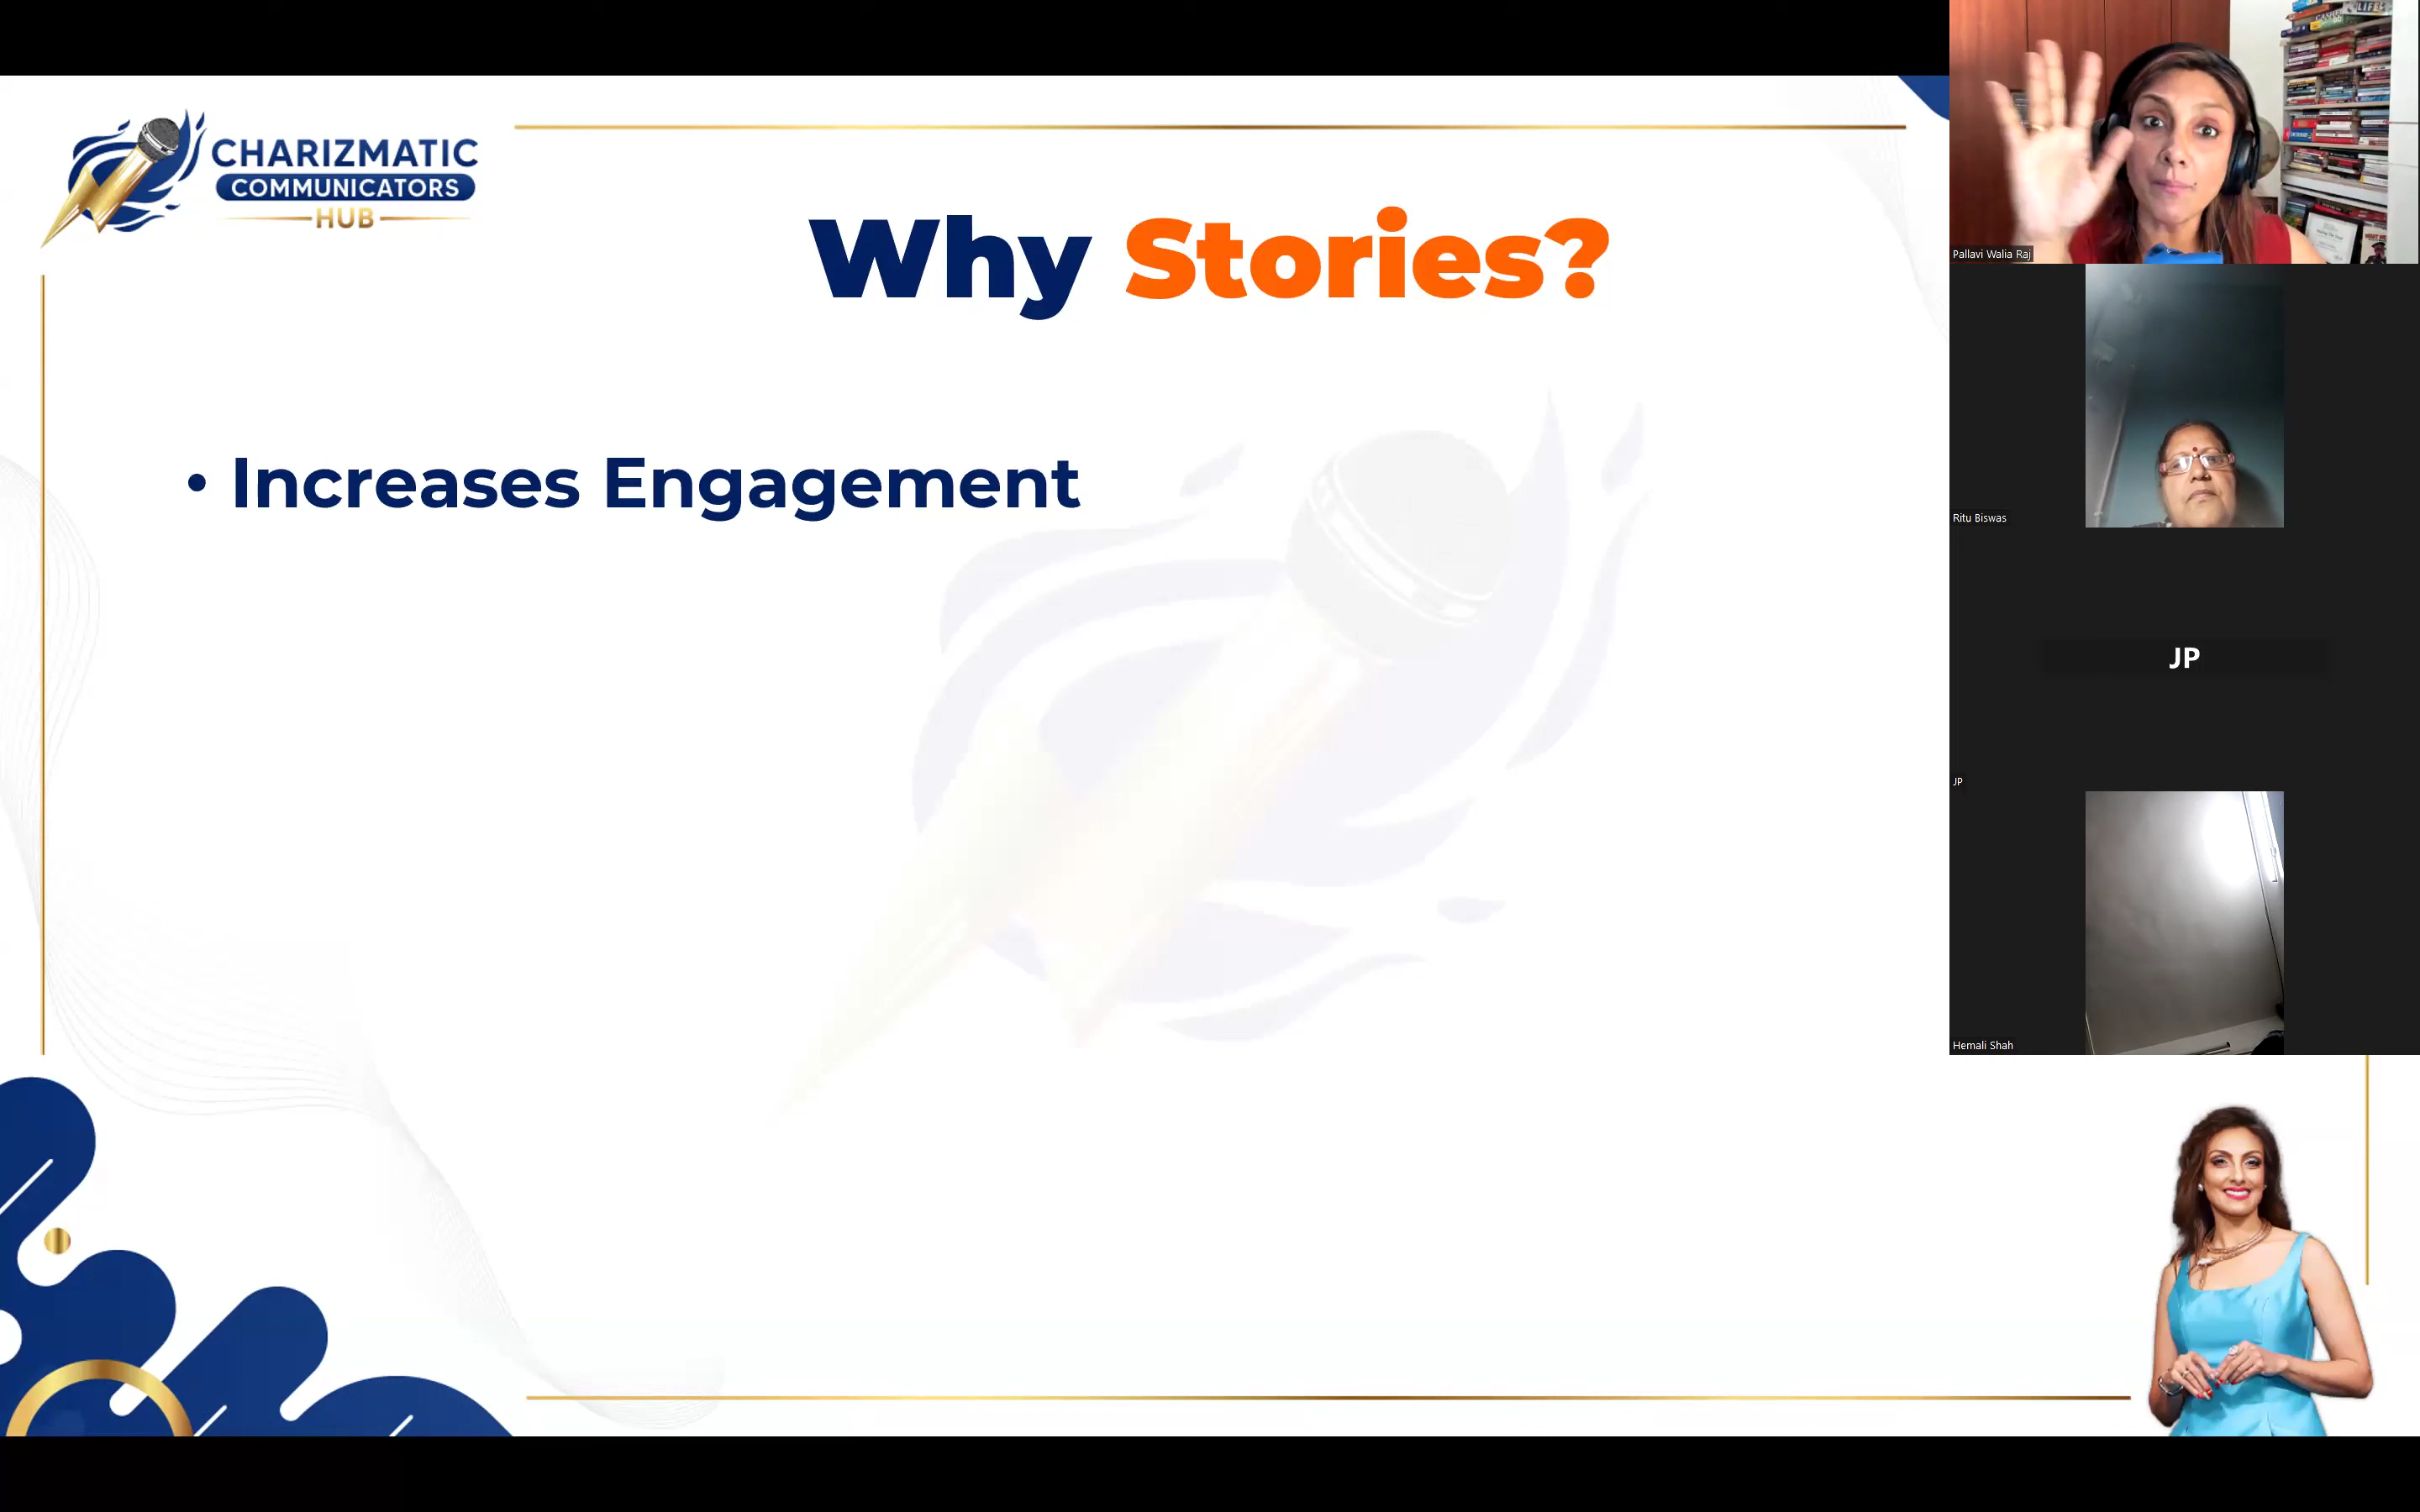 CHARIZMATIC
COMMUNICATORS
HUB
Why Stories?
• Increases Engagement
Pallavi Walia Raj
Ritu Biswas
JP
JP
Hemali Shah